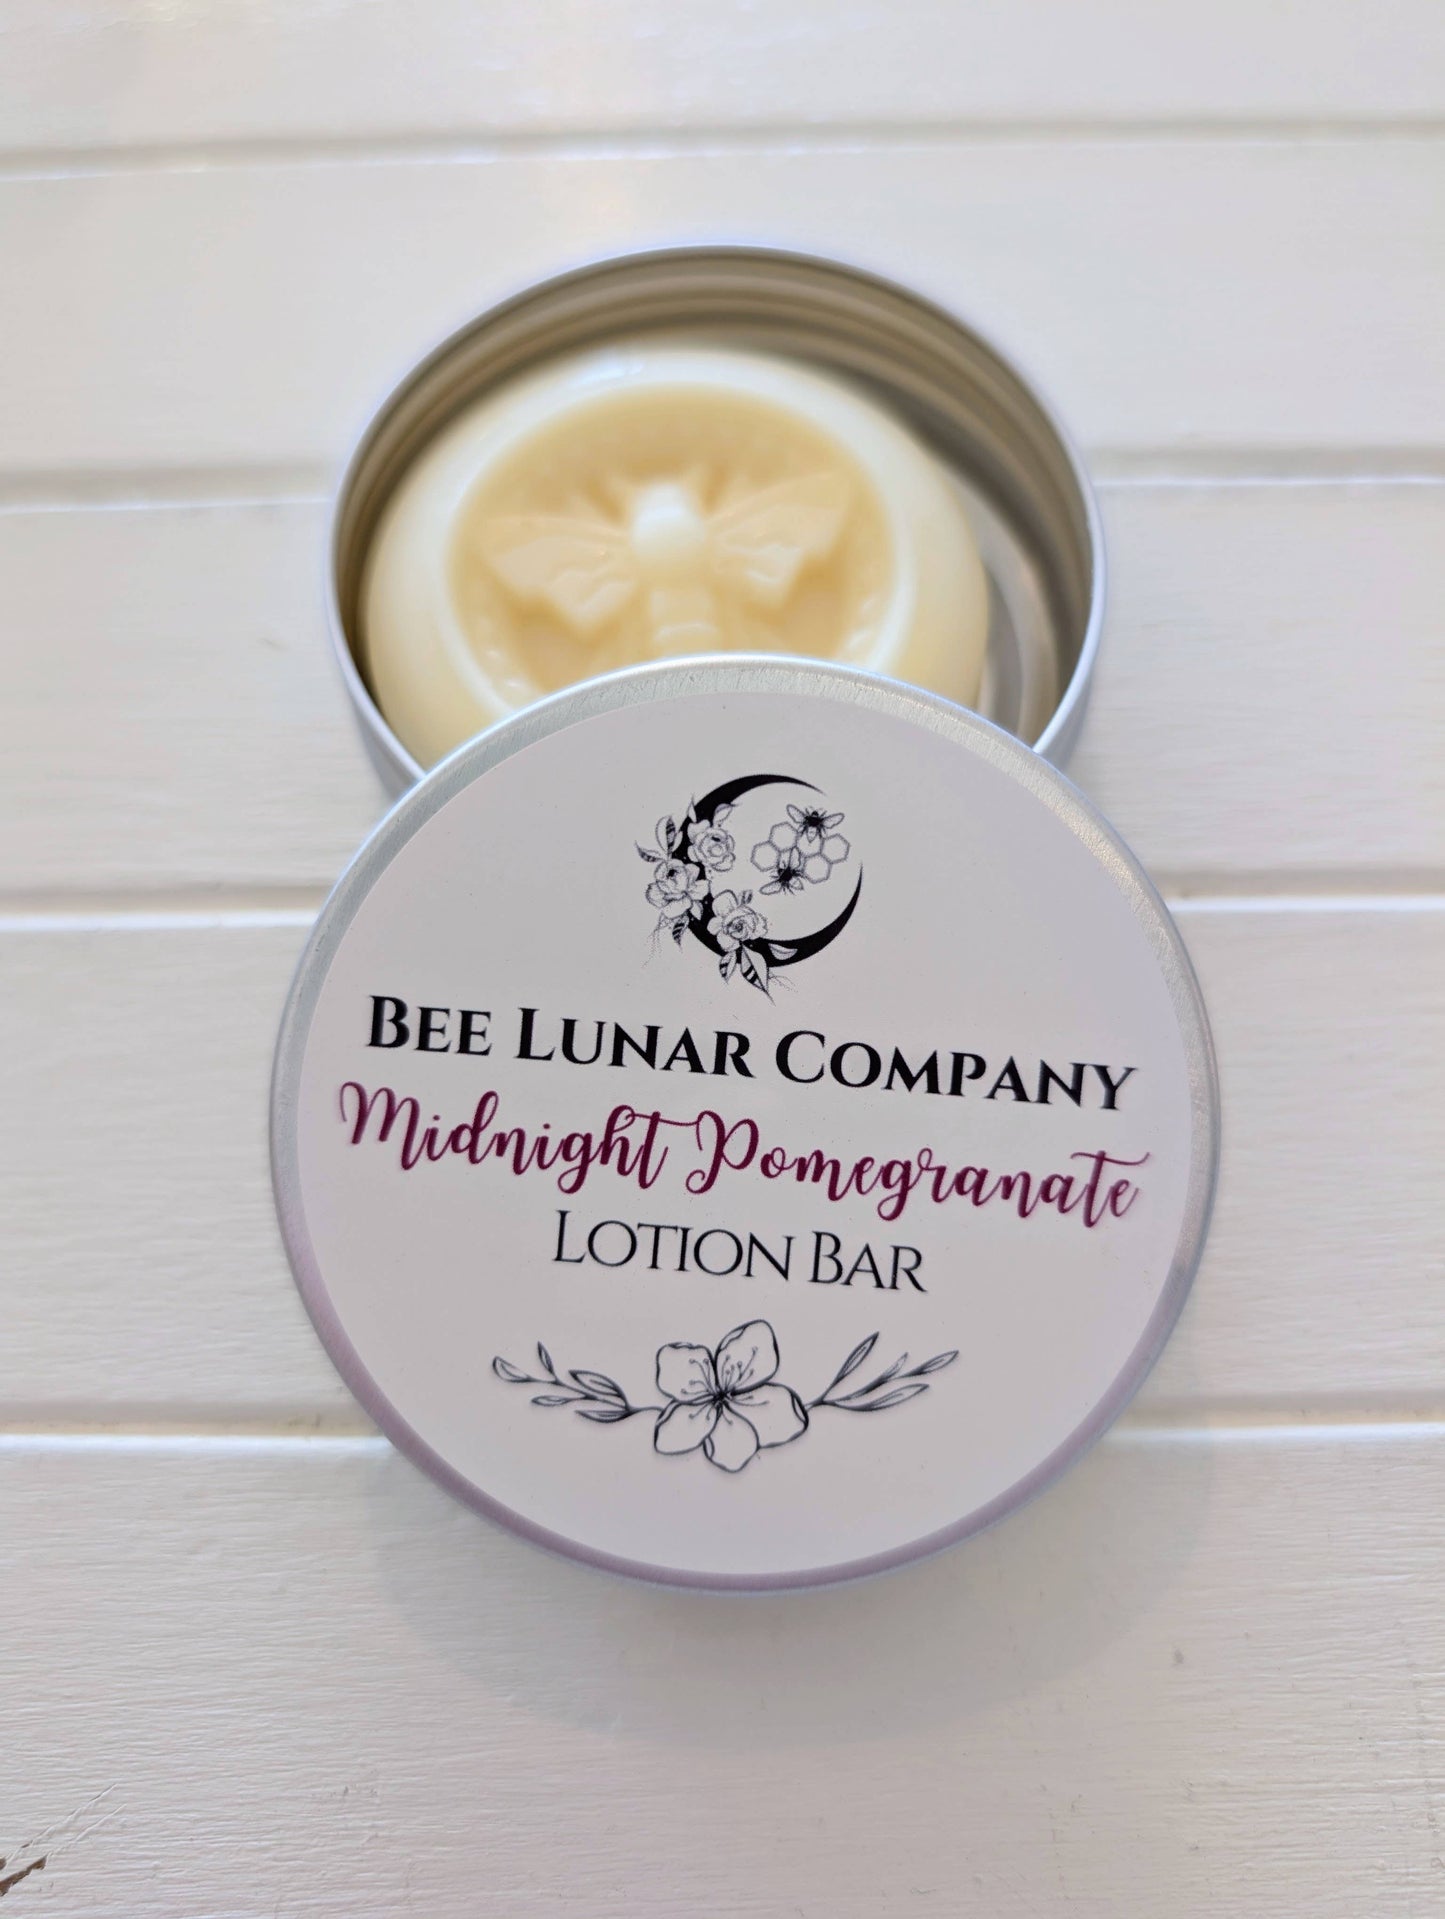 Bee Lunar Company
Midnight Pomegranate
Lotion Bar